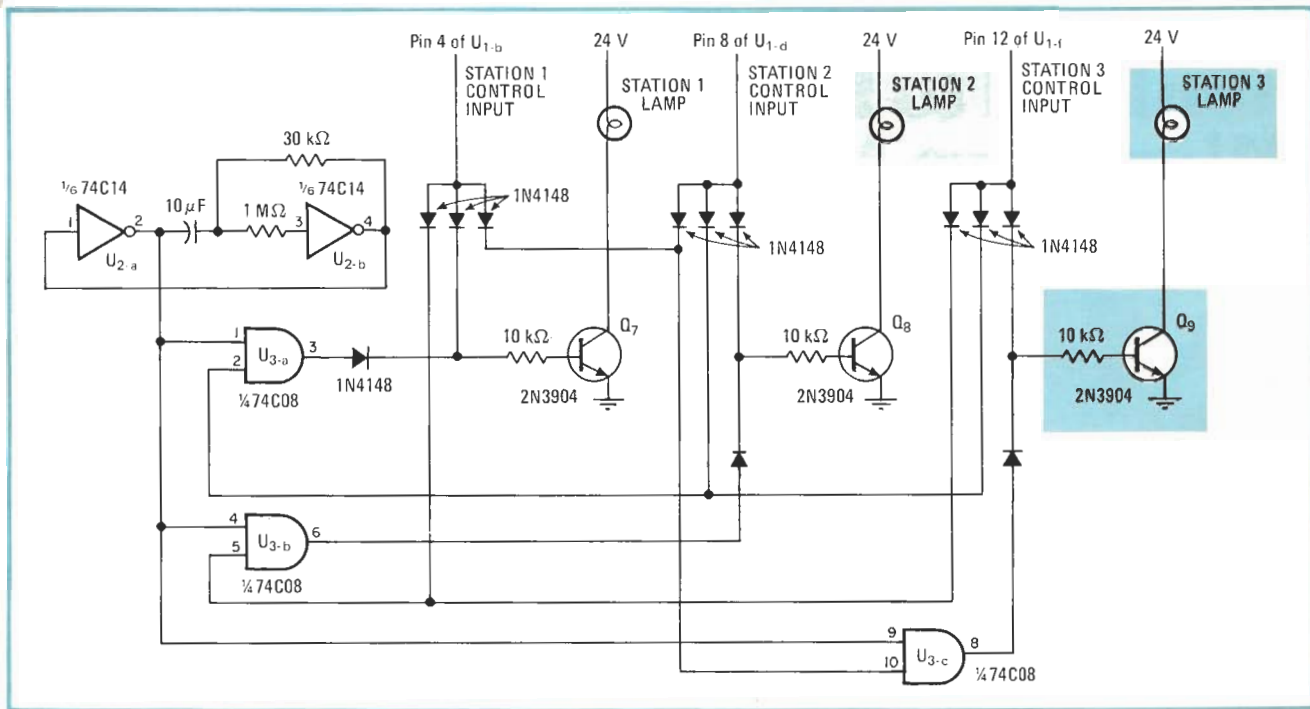 Pin 4 of U1-b
24 V
Pin 8 of U1-d
24 V
Pin 12 of U1-f
24 V
STATION 1
CONTROL
INPUT
STATION 1
LAMP
STATION 2
CONTROL
INPUT
STATION 2
LAMP
STATION 3
CONTROL
INPUT
STATION 3
LAMP
30 kΩ
1/6 74C14
10 μF
1 MΩ
1/6 74C14
1
2
3
4
U2-a
U2-b
1N4148
1N4148
1N4148
1
2
U3-a
3
1/4 74C08
1N4148
10 kΩ
Q7
2N3904
10 kΩ
Q8
2N3904
10 kΩ
Q9
2N3904
4
5
U3-b
6
1/4 74C08
9
10
U3-c
8
1/4 74C08